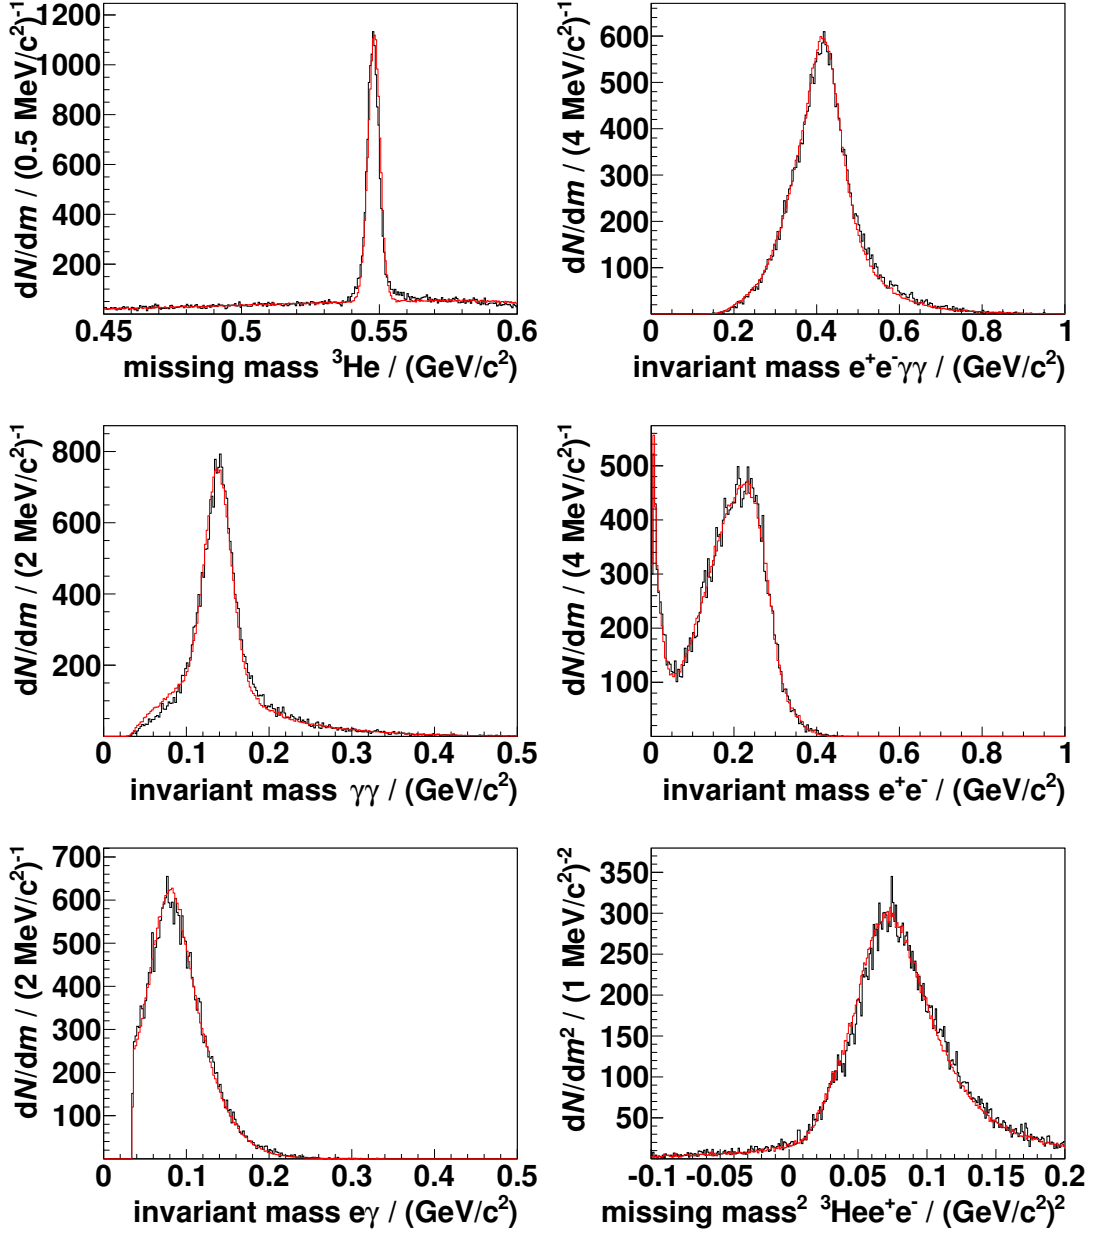 dN/dm / (0.5 MeV/c²)⁻¹
1200
1000
800
600
400
200
0.45 0.5 0.55 0.6
missing mass ³He / (GeV/c²)
dN/dm / (4 MeV/c²)⁻¹
600
500
400
300
200
100
0 0.2 0.4 0.6 0.8 1
invariant mass e⁺e⁻γγ / (GeV/c²)
dN/dm / (2 MeV/c²)⁻¹
800
600
400
200
0 0.1 0.2 0.3 0.4 0.5
invariant mass γγ / (GeV/c²)
dN/dm / (4 MeV/c²)⁻¹
500
400
300
200
100
0 0.2 0.4 0.6 0.8 1
invariant mass e⁺e⁻ / (GeV/c²)
dN/dm / (2 MeV/c²)⁻¹
700
600
500
400
300
200
100
0 0.1 0.2 0.3 0.4 0.5
invariant mass eγ / (GeV/c²)
dN/dm² / (1 MeV/c²)⁻²
350
300
250
200
150
100
50
-0.1 -0.05 0 0.05 0.1 0.15 0.2
missing mass² ³Hee⁺e⁻ / (GeV/c²)²